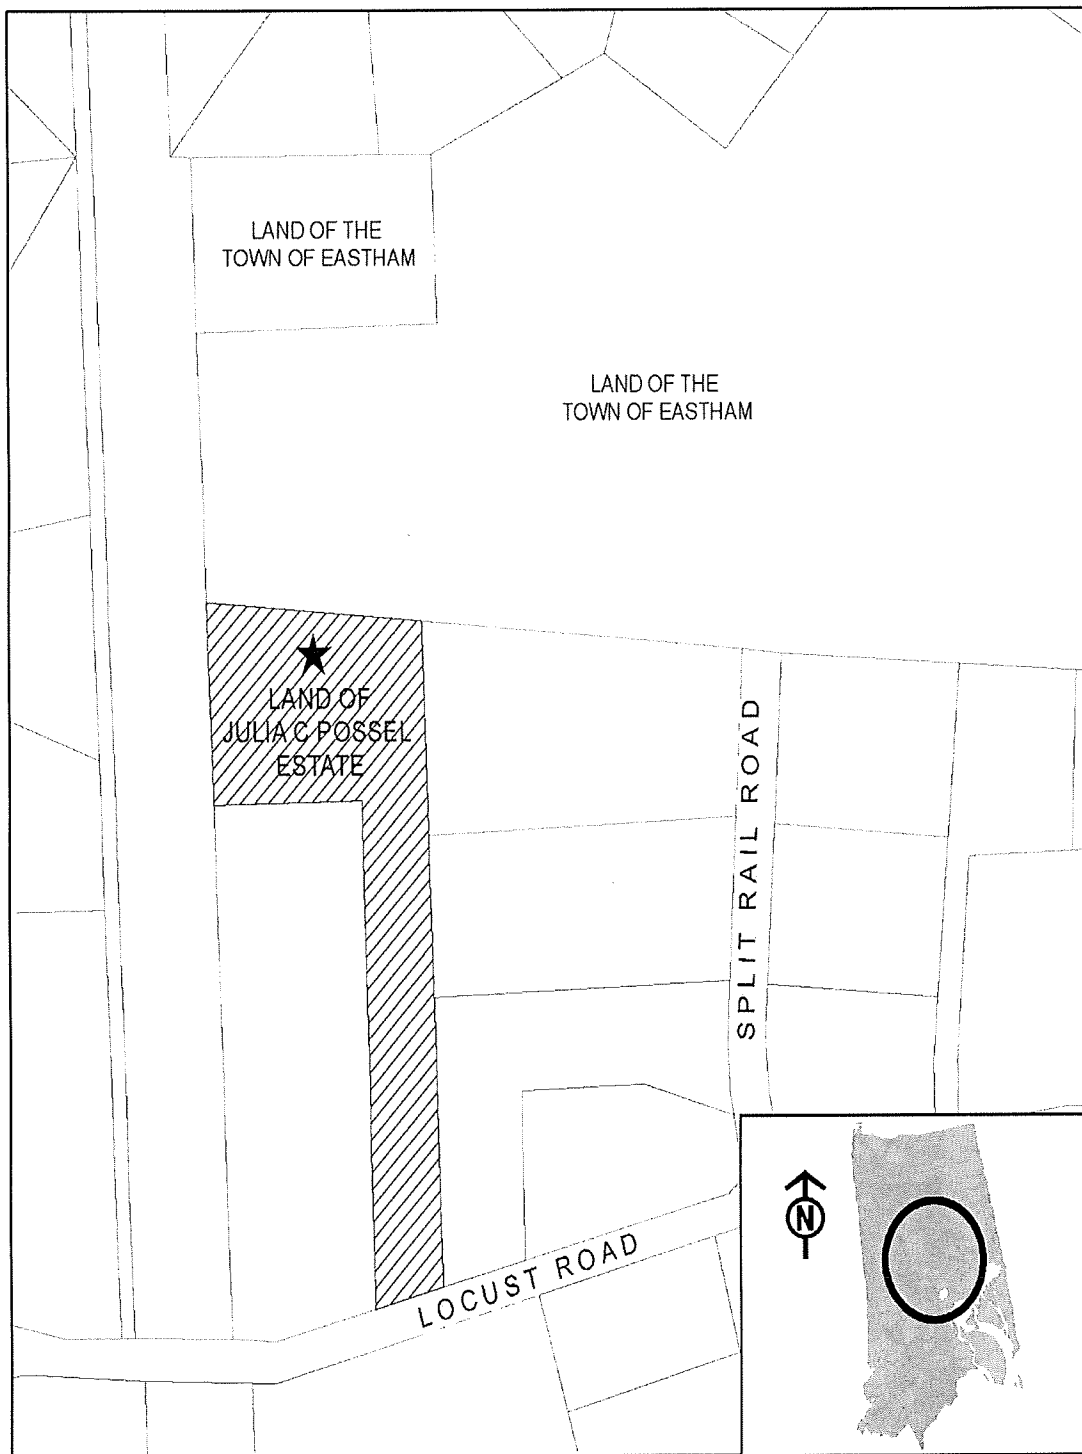 LAND OF THE
TOWN OF EASTHAM
LAND OF THE
TOWN OF EASTHAM
LAND OF
JULIA C POSSEL
ESTATE
SPLIT RAIL ROAD
LOCUST ROAD
N